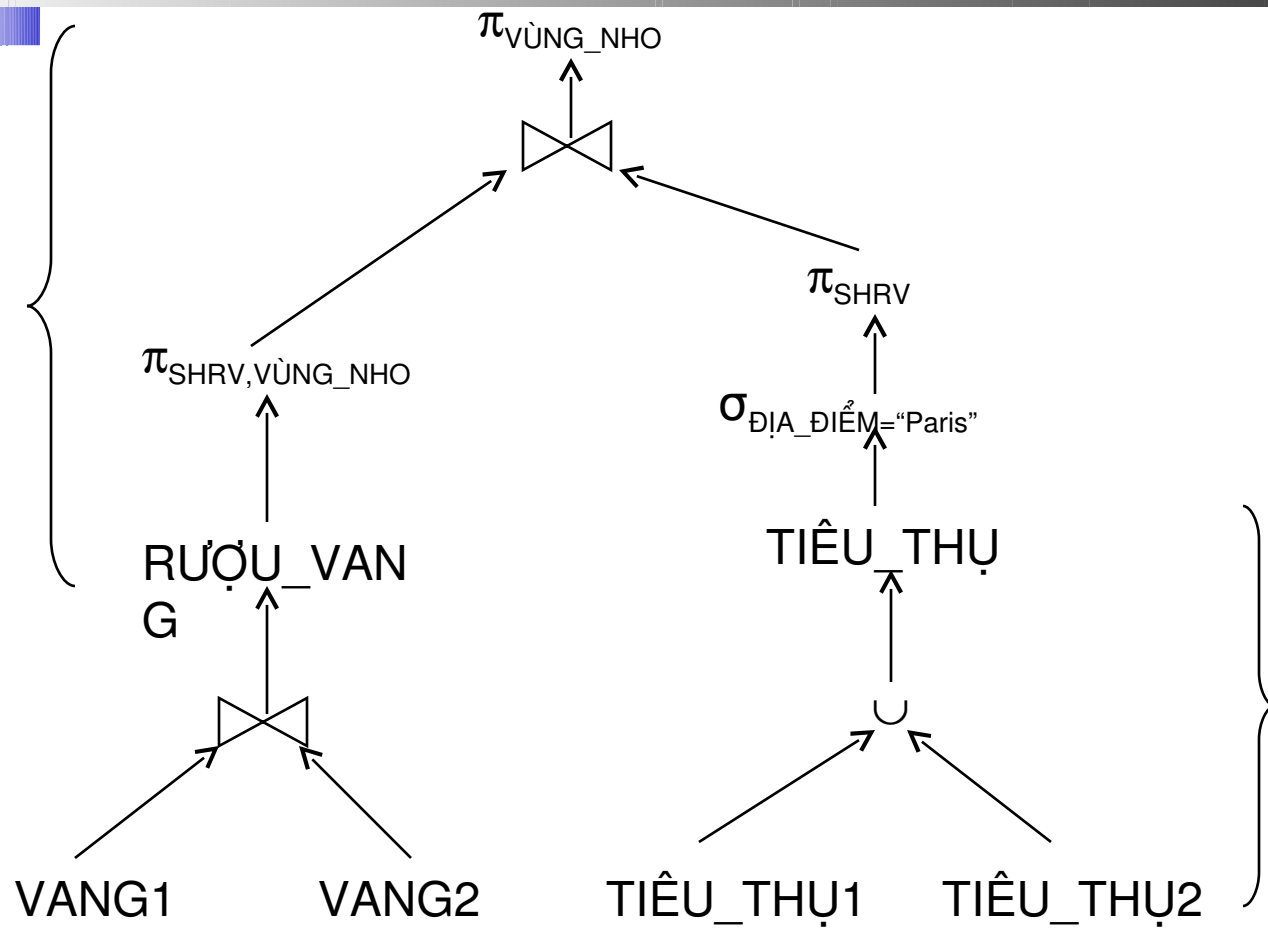 πVÙNG_NHO
πSHRV
πSHRV,VÙNG_NHO
σĐỊA_ĐIỂM=“Paris”
RƯỢU_VAN
G
TIÊU_THỤ
∪
VANG1 VANG2 TIÊU_THỤ1 TIÊU_THỤ2